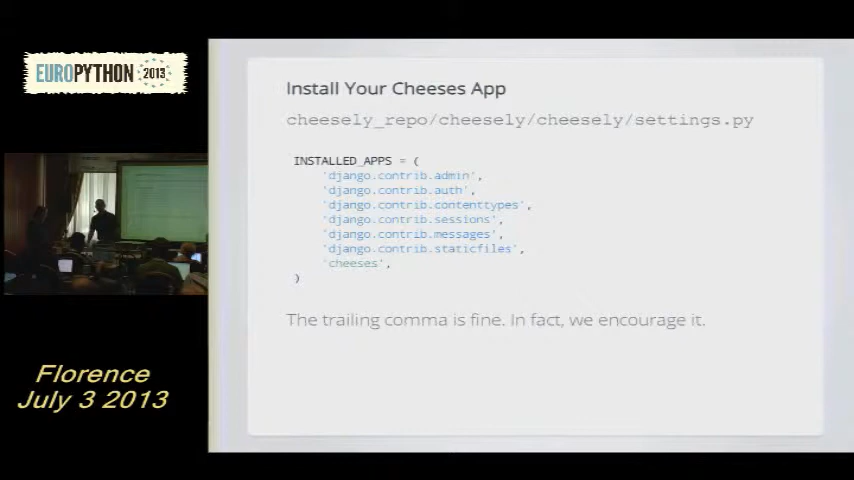 EUROPYTHON 2013
Install Your Cheeses App
cheesely_repo/cheesely/cheesely/settings.py
INSTALLED_APPS = (
'django.contrib.admin',
'django.contrib.auth',
'django.contrib.contenttypes',
'django.contrib.sessions',
'django.contrib.messages',
'django.contrib.staticfiles',
'cheeses',
)
The trailing comma is fine. In fact, we encourage it.
Florence
July 3 2013